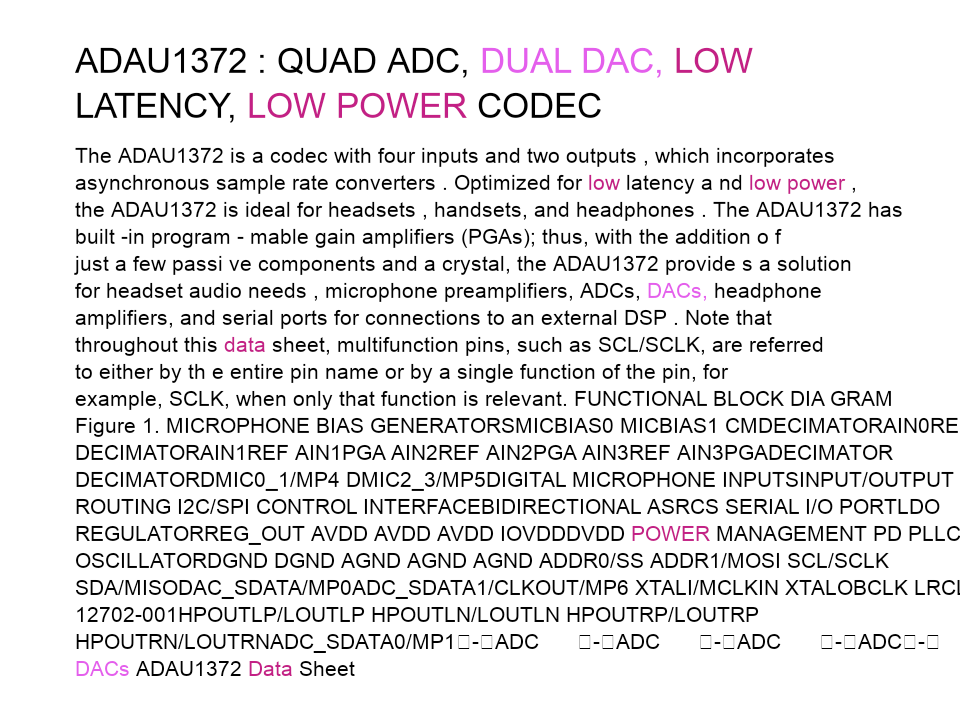 ADAU1372 : QUAD ADC, DUAL DAC, LOW
LATENCY, LOW POWER CODEC
The ADAU1372 is a codec with four inputs and two outputs , which incorporates
asynchronous sample rate converters . Optimized for low latency a nd low power ,
the ADAU1372 is ideal for headsets , handsets, and headphones . The ADAU1372 has
built -in program - mable gain amplifiers (PGAs); thus, with the addition o f
just a few passi ve components and a crystal, the ADAU1372 provide s a solution
for headset audio needs , microphone preamplifiers, ADCs, DACs, headphone
amplifiers, and serial ports for connections to an external DSP . Note that
throughout this data sheet, multifunction pins, such as SCL/SCLK, are referred
to either by th e entire pin name or by a single function of the pin, for
example, SCLK, when only that function is relevant. FUNCTIONAL BLOCK DIA GRAM
Figure 1. MICROPHONE BIAS GENERATORSMICBIAS0 MICBIAS1 CMDECIMATORAIN0RE
DECIMATORAIN1REF AIN1PGA AIN2REF AIN2PGA AIN3REF AIN3PGADECIMATOR
DECIMATORDMIC0_1/MP4 DMIC2_3/MP5DIGITAL MICROPHONE INPUTSINPUT/OUTPUT
ROUTING I2C/SPI CONTROL INTERFACEBIDIRECTIONAL ASRCS SERIAL I/O PORTLDO
REGULATORREG_OUT AVDD AVDD AVDD IOVDDDVDD POWER MANAGEMENT PD PLLC
OSCILLATORDGND DGND AGND AGND AGND ADDR0/SS ADDR1/MOSI SCL/SCLK
SDA/MISODAC_SDATA/MP0ADC_SDATA1/CLKOUT/MP6 XTALI/MCLKIN XTALOBCLK LRCL
12702-001HPOUTLP/LOUTLP HPOUTLN/LOUTLN HPOUTRP/LOUTRP
HPOUTRN/LOUTRNADC_SDATA0/MP1-ADC -ADC -ADC -ADC-
DACs ADAU1372 Data Sheet